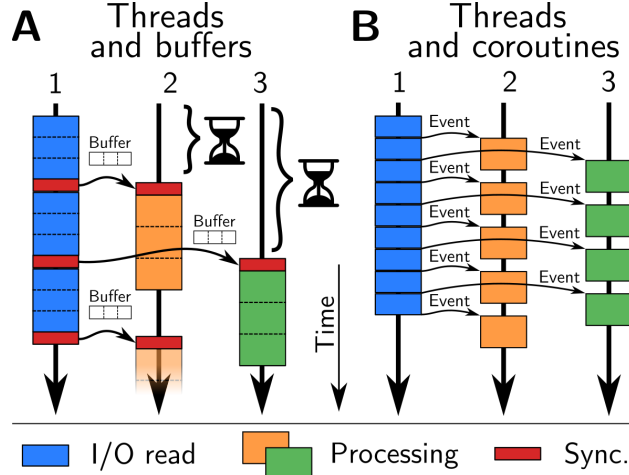 A
Threads
and buffers
1
2
3
Buffer
Buffer
Buffer
Time
B
Threads
and coroutines
1
2
3
Event
Event
Event
Event
Event
Event
Event
Event
Event
I/O read
Processing
Sync.